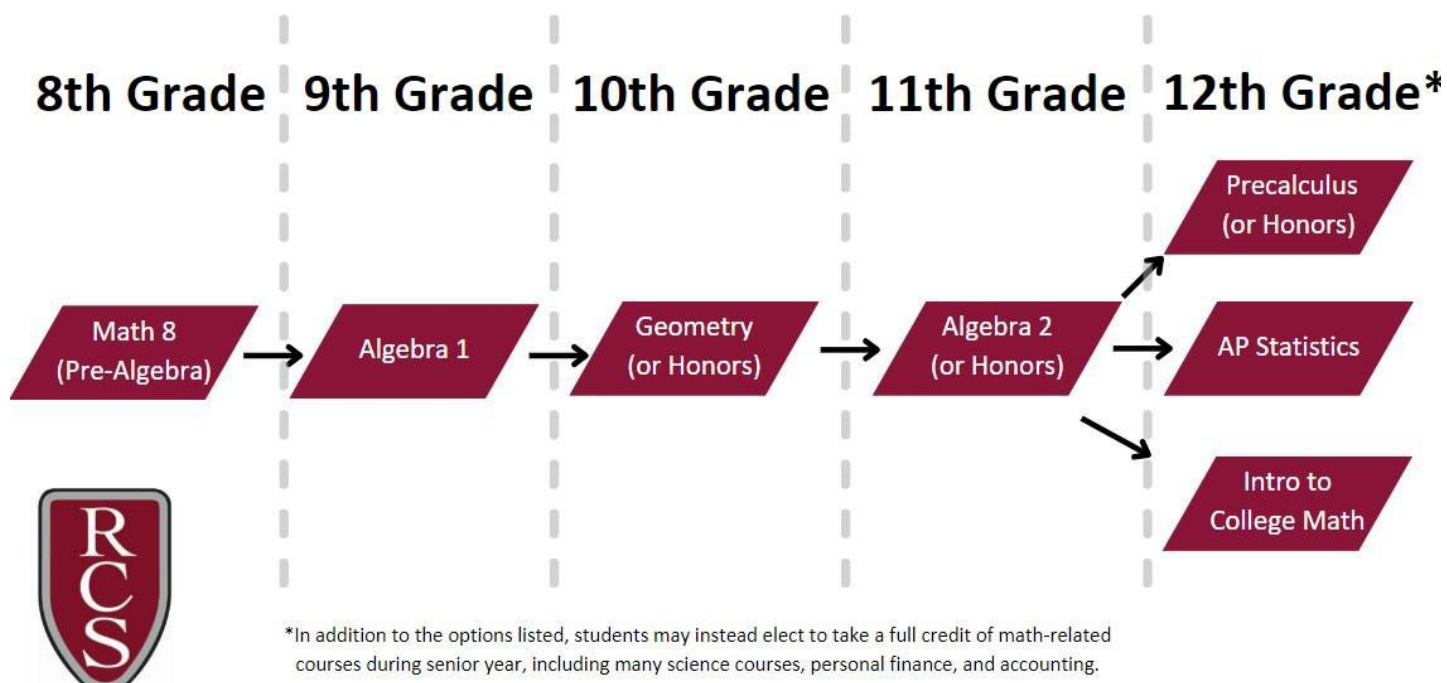 8th Grade
9th Grade
10th Grade
11th Grade
12th Grade*
Math 8
(Pre-Algebra)
Algebra 1
Geometry
(or Honors)
Algebra 2
(or Honors)
Precalculus
(or Honors)
AP Statistics
Intro to
College Math
R
C
S
*In addition to the options listed, students may instead elect to take a full credit of math-related
courses during senior year, including many science courses, personal finance, and accounting.